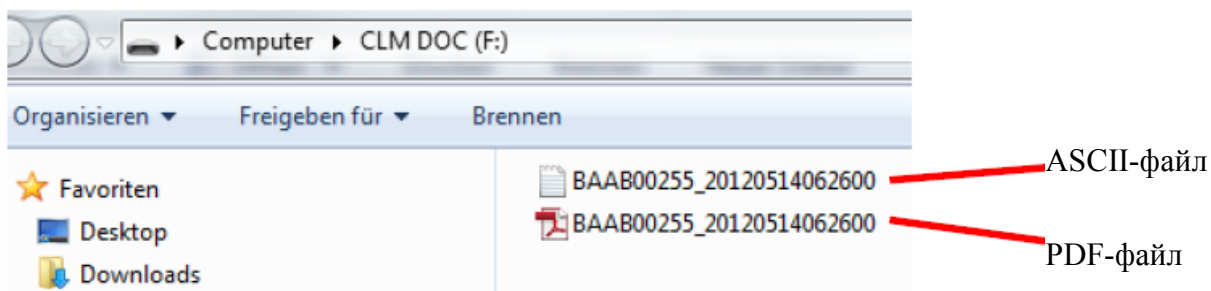 Computer CLM DOC (F:)
Organisieren Freigeben für Brennen
Favoriten
Desktop
Downloads
BAAB00255_20120514062600
BAAB00255_20120514062600
ASCII-файл
PDF-файл